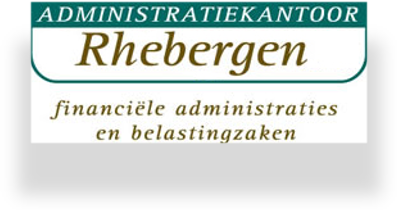 ADMINISTRATIEKANTOOR
Rhebergen
financiële administraties
en belastingzaken